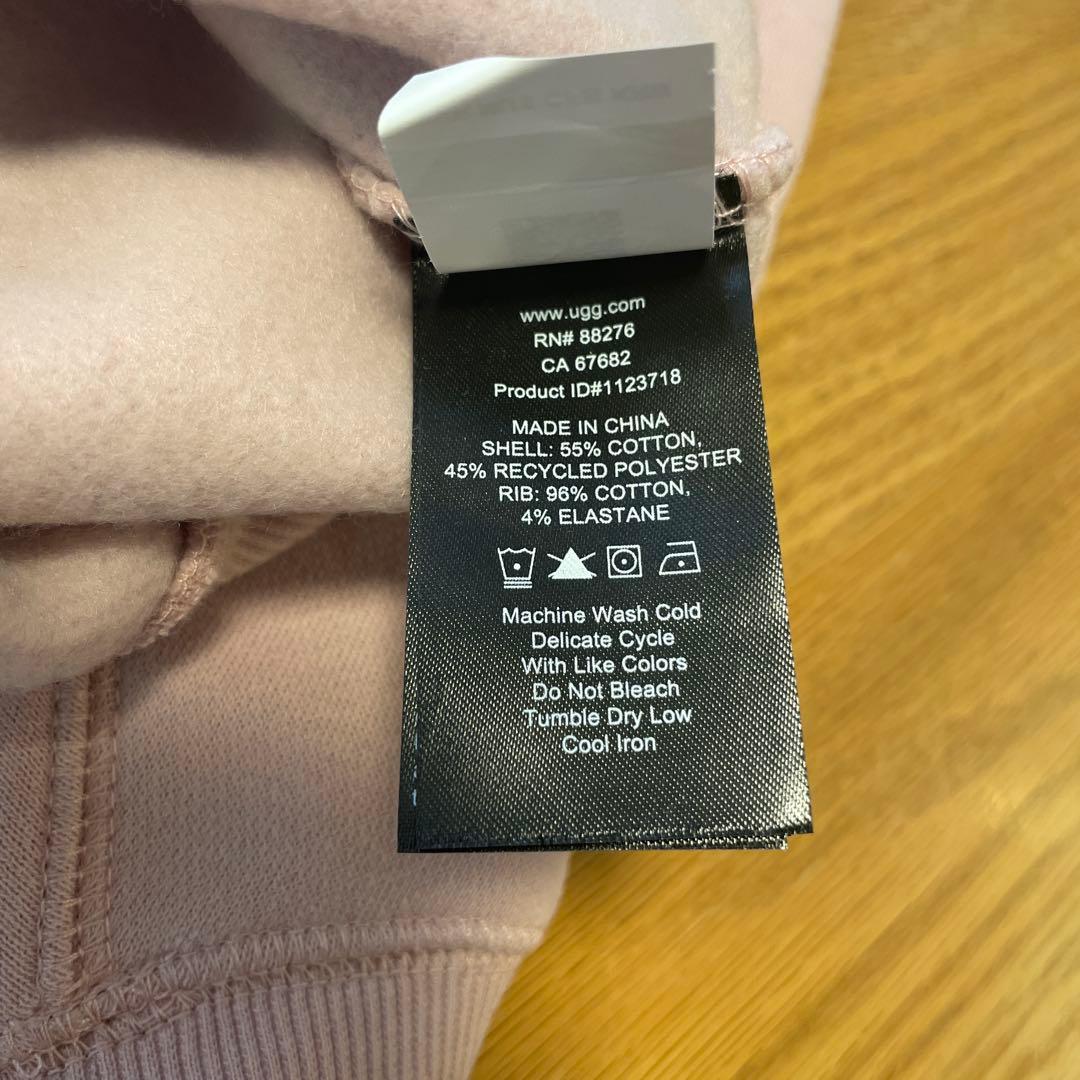 www.ugg.com
RN# 88276
CA 67682
Product ID#1123718
MADE IN CHINA
SHELL: 55% COTTON,
45% RECYCLED POLYESTER
RIB: 96% COTTON,
4% ELASTANE
Machine Wash Cold
Delicate Cycle
With Like Colors
Do Not Bleach
Tumble Dry Low
Cool Iron